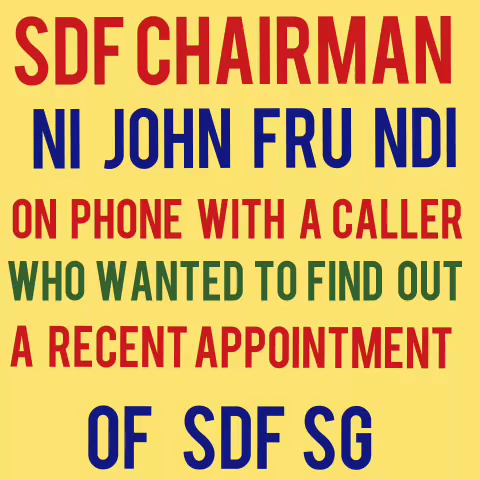 SDF CHAIRMAN
NI JOHN FRU NDI
ON PHONE WITH A CALLER
WHO WANTED TO FIND OUT
A RECENT APPOINTMENT
OF SDF SG